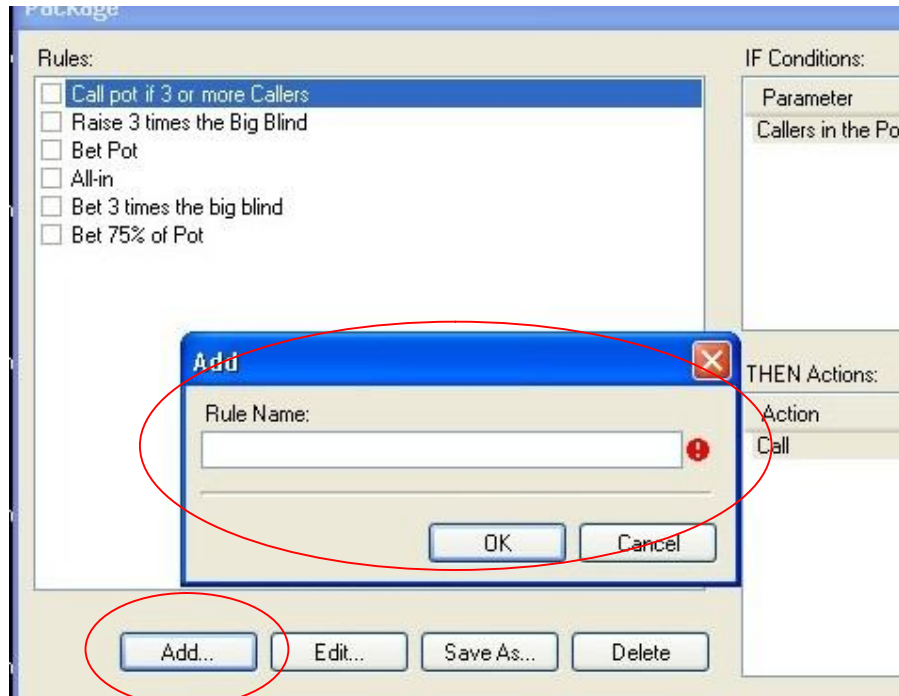 Package
Rules:
Call pot if 3 or more Callers
Raise 3 times the Big Blind
Bet Pot
All-in
Bet 3 times the big blind
Bet 75% of Pot
IF Conditions:
Parameter
Callers in the Po
Add
Rule Name:
OK
Cancel
THEN Actions:
Action
Call
Add...
Edit...
Save As...
Delete